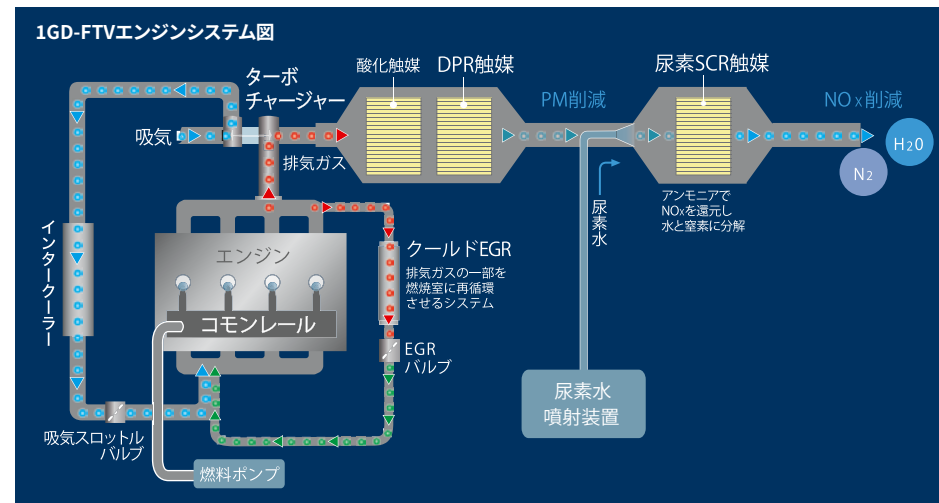 1GD-FTVエンジンシステム図
ターボ
チャージャー
吸気
排気ガス
酸化触媒
DPR触媒
PM削減
尿素SCR触媒
NOx削減
H2O
N2
アンモニアで
NOxを還元し
水と窒素に分解
尿素水
インタークーラー
エンジン
コモンレール
クールドEGR
排気ガスの一部を
燃焼室に再循環
させるシステム
EGR
バルブ
尿素水
噴射装置
吸気スロットル
バルブ
燃料ポンプ